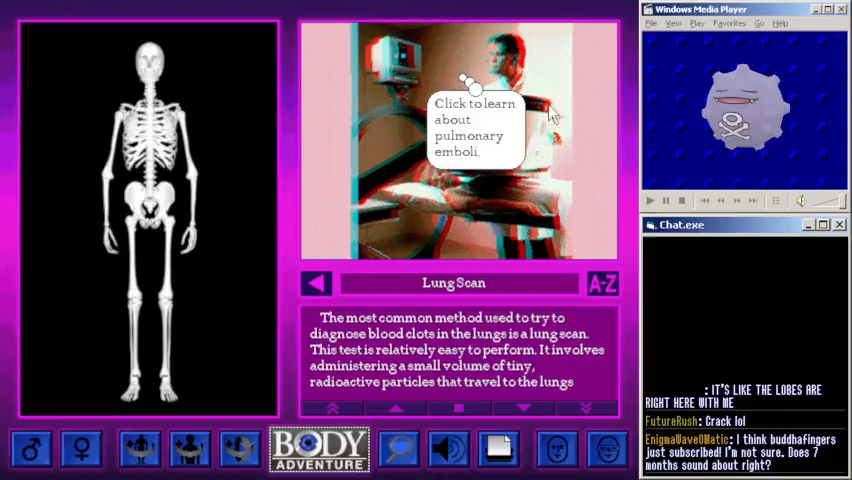 Click to learn
about
pulmonary
emboli.
Lung Scan
A-Z
The most common method used to try to
diagnose blood clots in the lungs is a lung scan.
This test is relatively easy to perform. It involves
administering a small volume of tiny,
radioactive particles that travel to the lungs
BODY
ADVENTURE
Windows Media Player
File View Play Favorites Go Help
Chat.exe
: IT'S LIKE THE LOBES ARE
RIGHT HERE WITH ME
FutureRush: Crack lol
EnigmaWaveOMatic: I think buddhafingers
just subscribed! I'm not sure. Does 7
months sound about right?